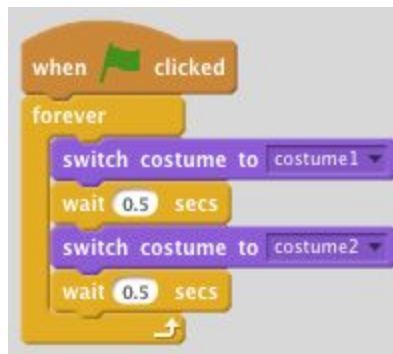 when clicked
forever
switch costume to costume1
wait 0.5 secs
switch costume to costume2
wait 0.5 secs